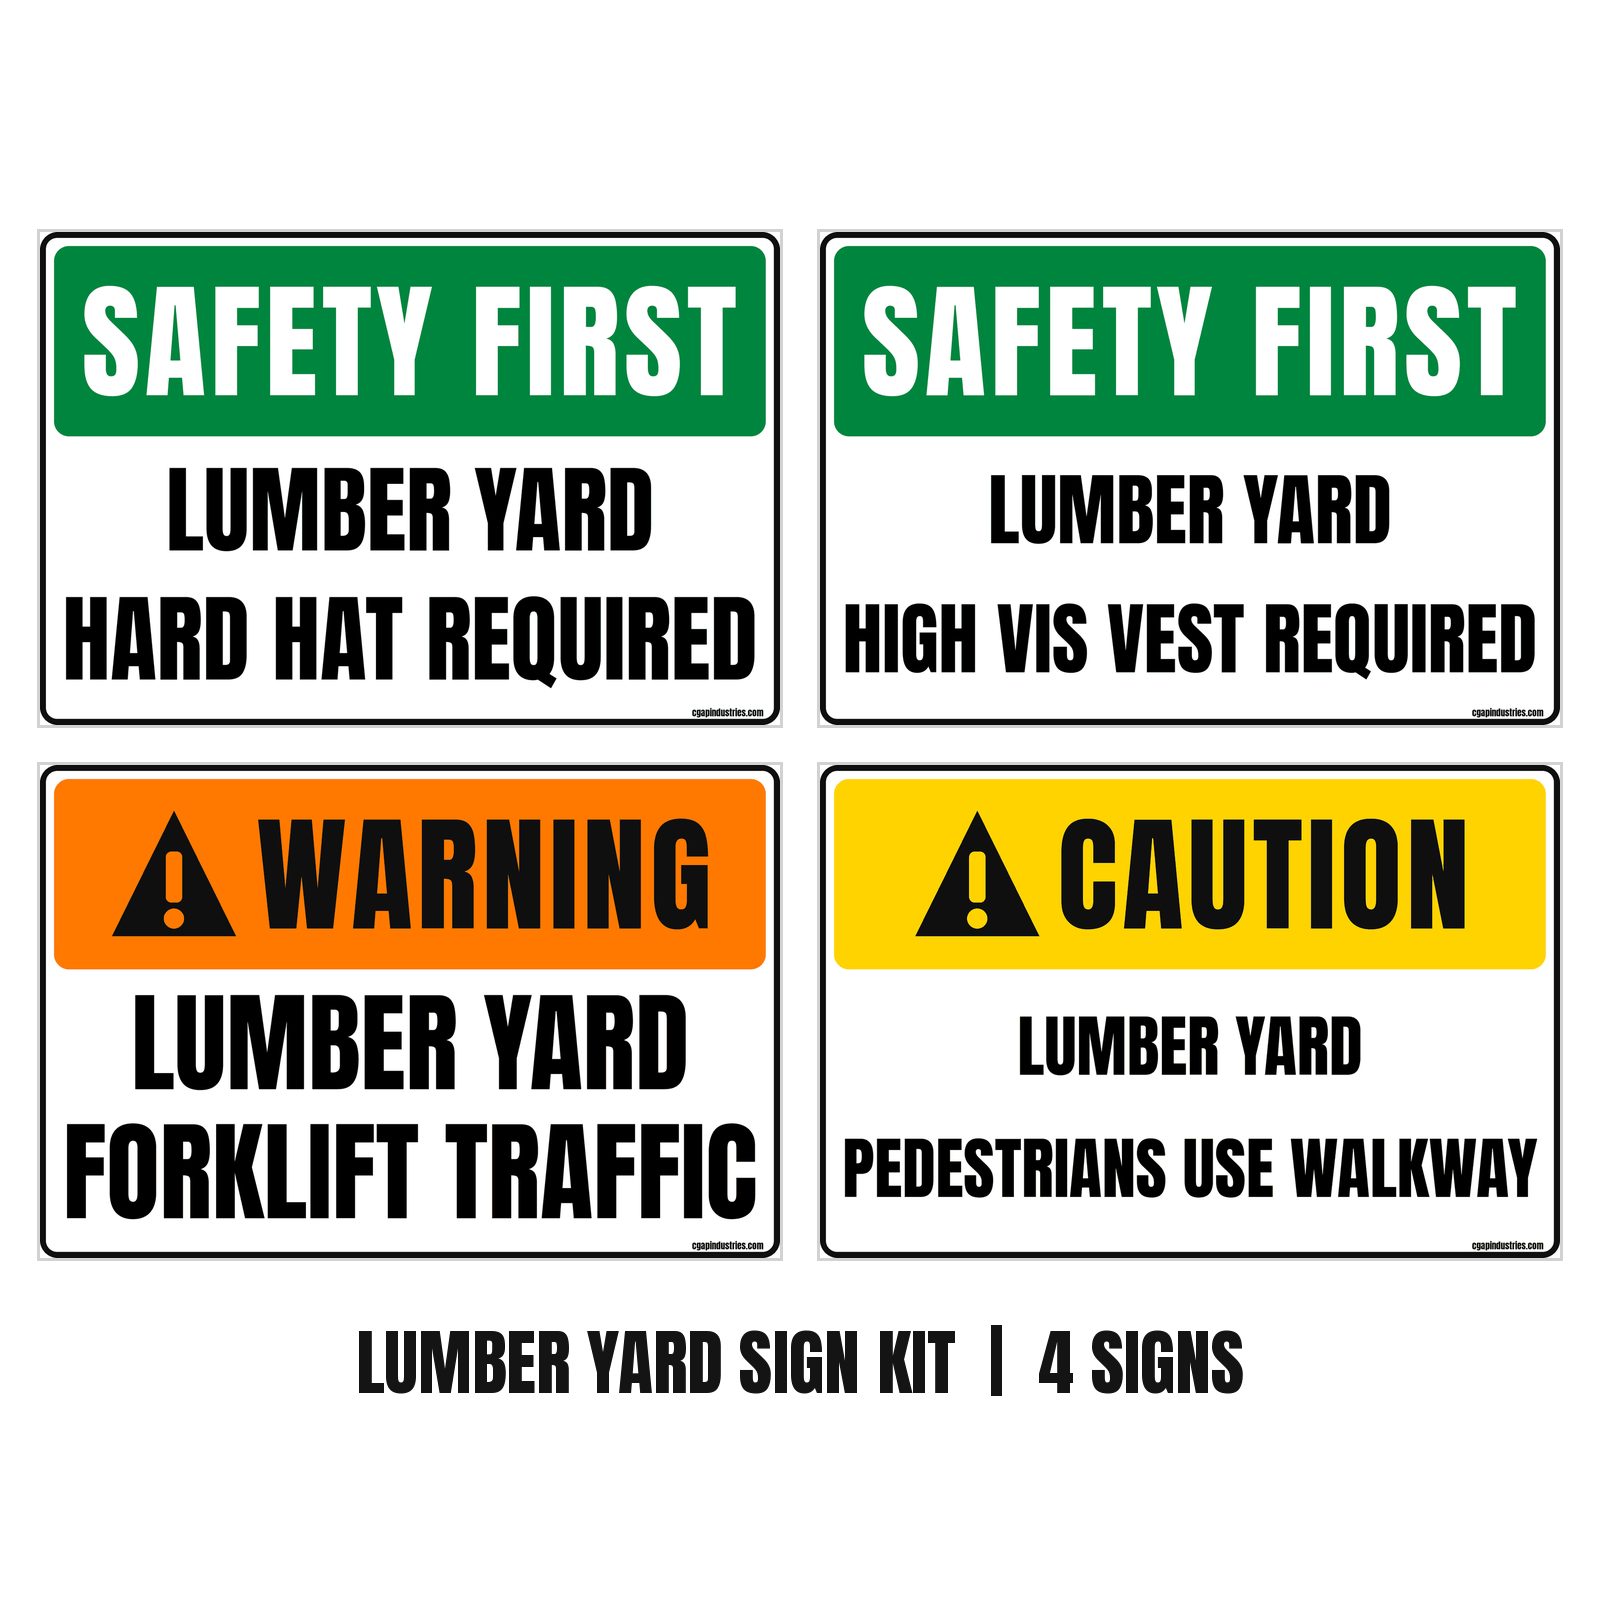 SAFETY FIRST
LUMBER YARD
HARD HAT REQUIRED
cgapindustries.com
SAFETY FIRST
LUMBER YARD
HIGH VIS VEST REQUIRED
cgapindustries.com
WARNING
LUMBER YARD
FORKLIFT TRAFFIC
cgapindustries.com
CAUTION
LUMBER YARD
PEDESTRIANS USE WALKWAY
cgapindustries.com
LUMBER YARD SIGN KIT | 4 SIGNS